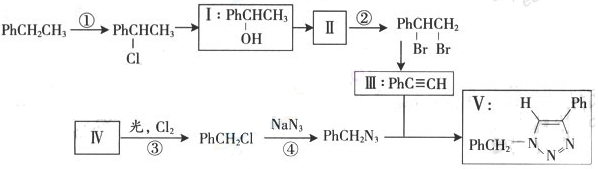 PhCH₂CH₃ ① PhCHCH₃ I:PhCHCH₃ II ② PhCHCH₂
Cl OH Br Br
III:PhC≡CH
IV 光,Cl₂ ③ PhCH₂Cl NaN₃ ④ PhCH₂N₃
V: H Ph
PhCH₂ N N N